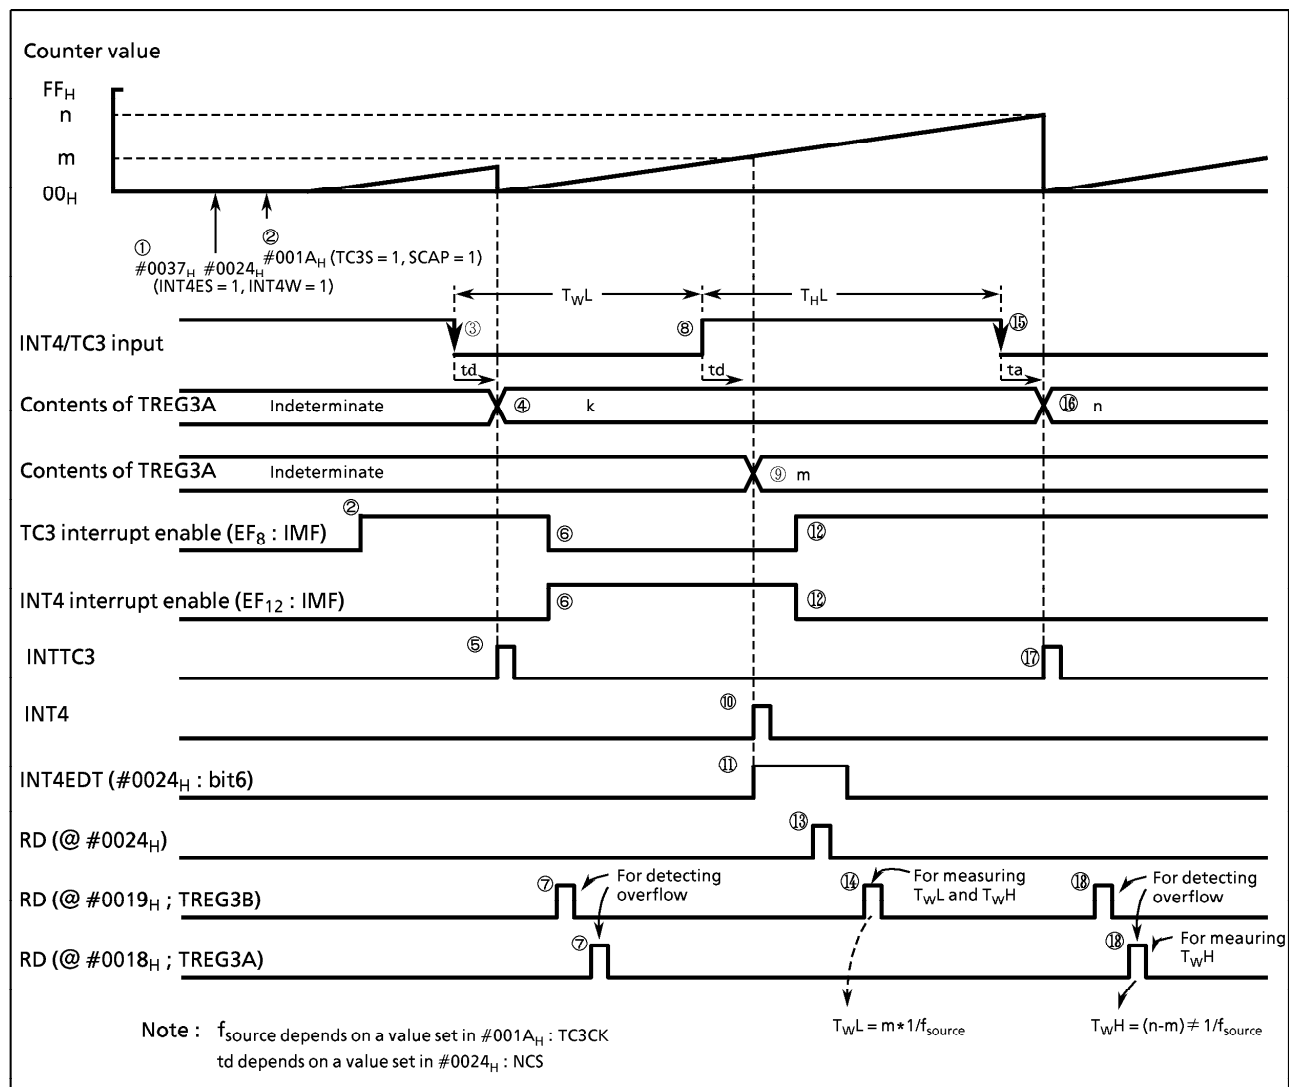 Counter value
FFH
n
m
00H
①
#0037H #0024H
(INT4ES = 1, INT4W = 1)
②
#001AH (TC3S = 1, SCAP = 1)
TWL
THL
INT4/TC3 input
③
⑧
⑮
td
td
ta
Contents of TREG3A
Indeterminate
④
k
⑯ n
Contents of TREG3A
Indeterminate
⑨ m
TC3 interrupt enable (EF8 : IMF)
②
⑥
⑫
INT4 interrupt enable (EF12 : IMF)
⑥
⑫
INTTC3
⑤
⑰
INT4
⑩
INT4EDT (#0024H : bit6)
⑪
RD (@ #0024H)
⑬
RD (@ #0019H ; TREG3B)
⑦
For detecting
overflow
⑭
For measuring
TWL and TWH
⑱
For detecting
overflow
RD (@ #0018H ; TREG3A)
⑦
⑱
For meauring
TWH
TWL = m*1/fsource
TWH = (n-m) ≠ 1/fsource
Note : fsource depends on a value set in #001AH : TC3CK
td depends on a value set in #0024H : NCS